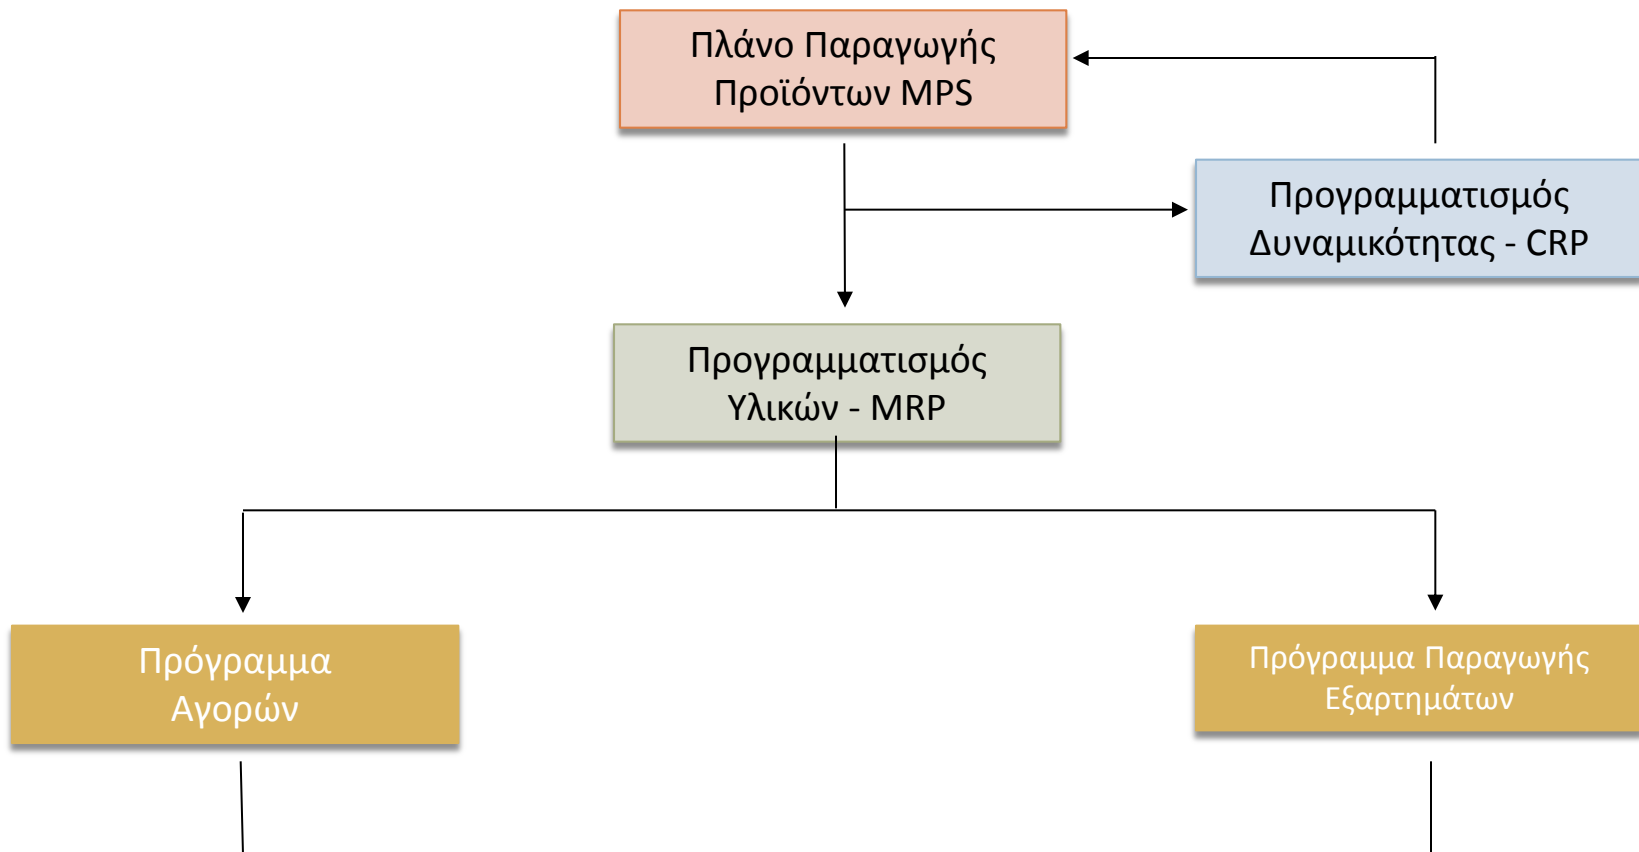 Πλάνο Παραγωγής
Προϊόντων MPS
Προγραμματισμός
Δυναμικότητας - CRP
Προγραμματισμός
Υλικών - MRP
Πρόγραμμα
Αγορών
Πρόγραμμα Παραγωγής
Εξαρτημάτων